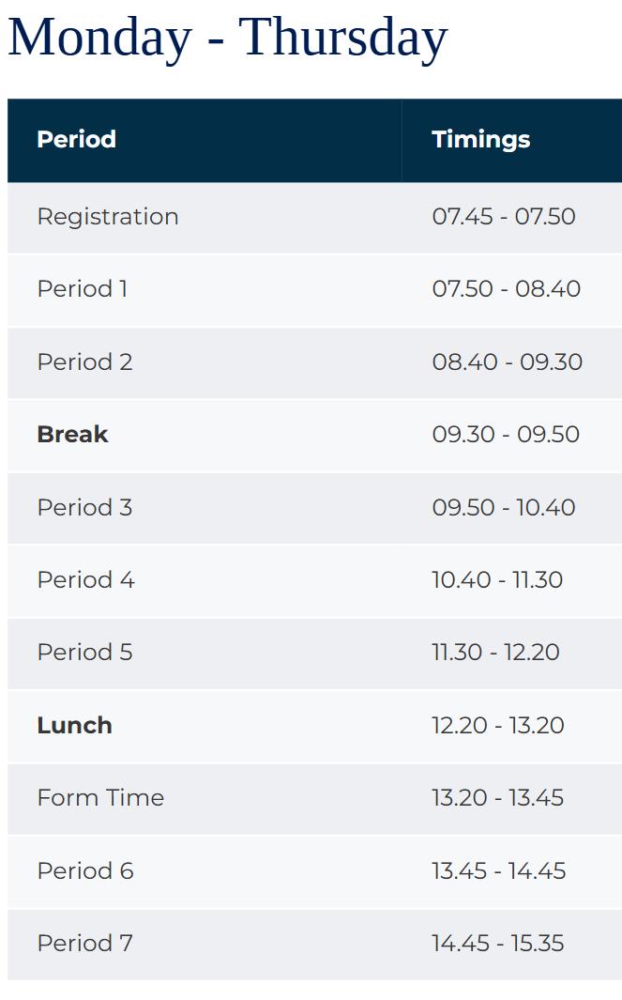 Monday - Thursday
Period Timings
Registration 07.45 - 07.50
Period 1 07.50 - 08.40
Period 2 08.40 - 09.30
Break 09.30 - 09.50
Period 3 09.50 - 10.40
Period 4 10.40 - 11.30
Period 5 11.30 - 12.20
Lunch 12.20 - 13.20
Form Time 13.20 - 13.45
Period 6 13.45 - 14.45
Period 7 14.45 - 15.35